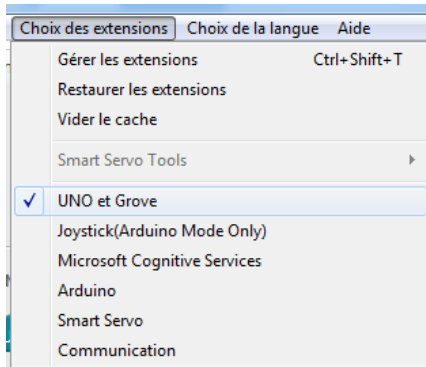 Choix des extensions Choix de la langue Aide
Gérer les extensions Ctrl+Shift+T
Restaurer les extensions
Vider le cache
Smart Servo Tools
UNO et Grove
Joystick(Arduino Mode Only)
Microsoft Cognitive Services
Arduino
Smart Servo
Communication